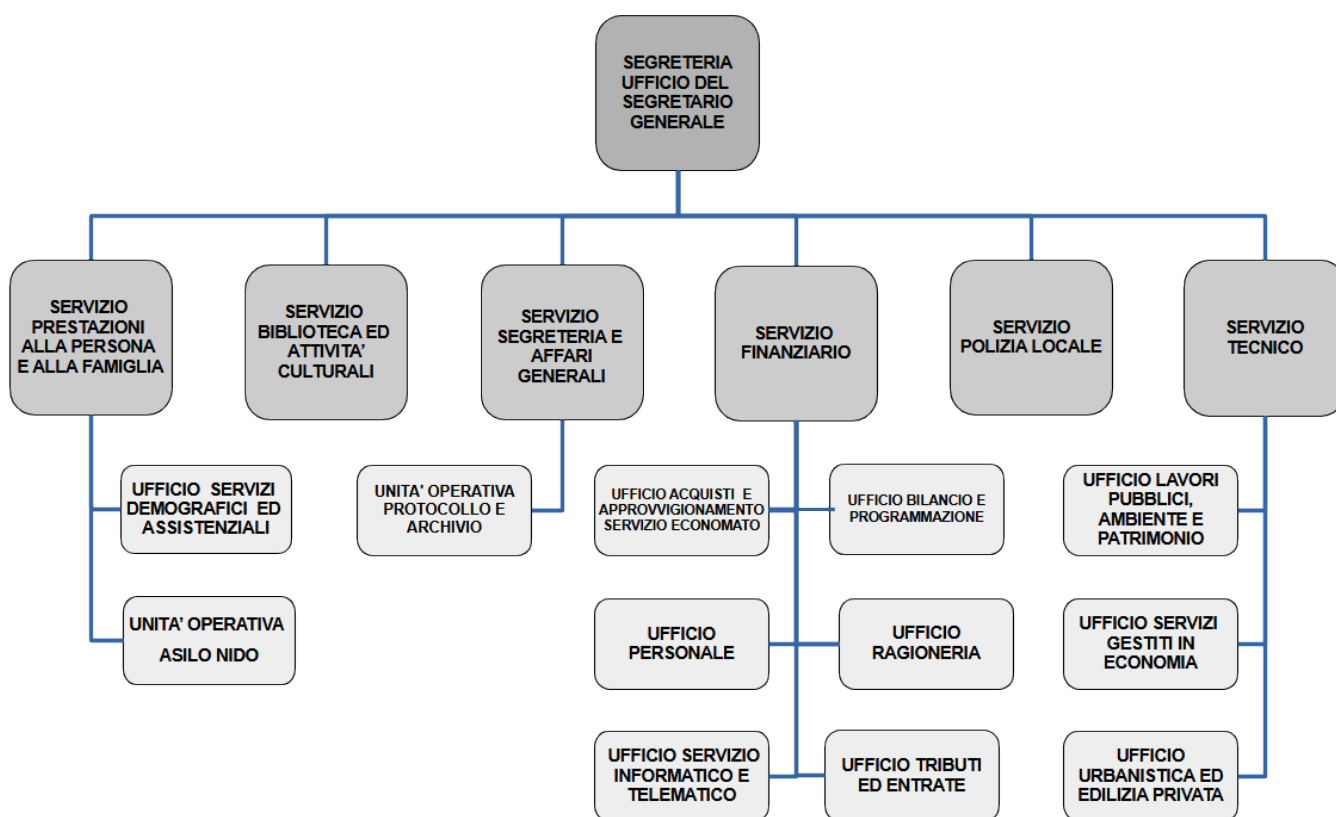 SEGRETERIA
UFFICIO DEL
SEGRETARIO
GENERALE
SERVIZIO
PRESTAZIONI
ALLA PERSONA
E ALLA FAMIGLIA
SERVIZIO
BIBLIOTECA ED
ATTIVITA’
CULTURALI
SERVIZIO
SEGRETERIA E
AFFARI
GENERALI
SERVIZIO
FINANZIARIO
SERVIZIO
POLIZIA LOCALE
SERVIZIO
TECNICO
UFFICIO SERVIZI
DEMOGRAFICI ED
ASSISTENZIALI
UNITA' OPERATIVA
PROTOCOLLO E
ARCHIVIO
UFFICIO ACQUISTI E
APPROVVIGIONAMENTO
SERVIZIO ECONOMATO
UFFICIO BILANCIO E
PROGRAMMAZIONE
UFFICIO LAVORI
PUBBLICI,
AMBIENTE E
PATRIMONIO
UNITA’ OPERATIVA
ASILO NIDO
UFFICIO
PERSONALE
UFFICIO
RAGIONERIA
UFFICIO SERVIZI
GESTITI IN
ECONOMIA
UFFICIO SERVIZIO
INFORMATICO E
TELEMATICO
UFFICIO TRIBUTI
ED ENTRATE
UFFICIO
URBANISTICA ED
EDILIZIA PRIVATA